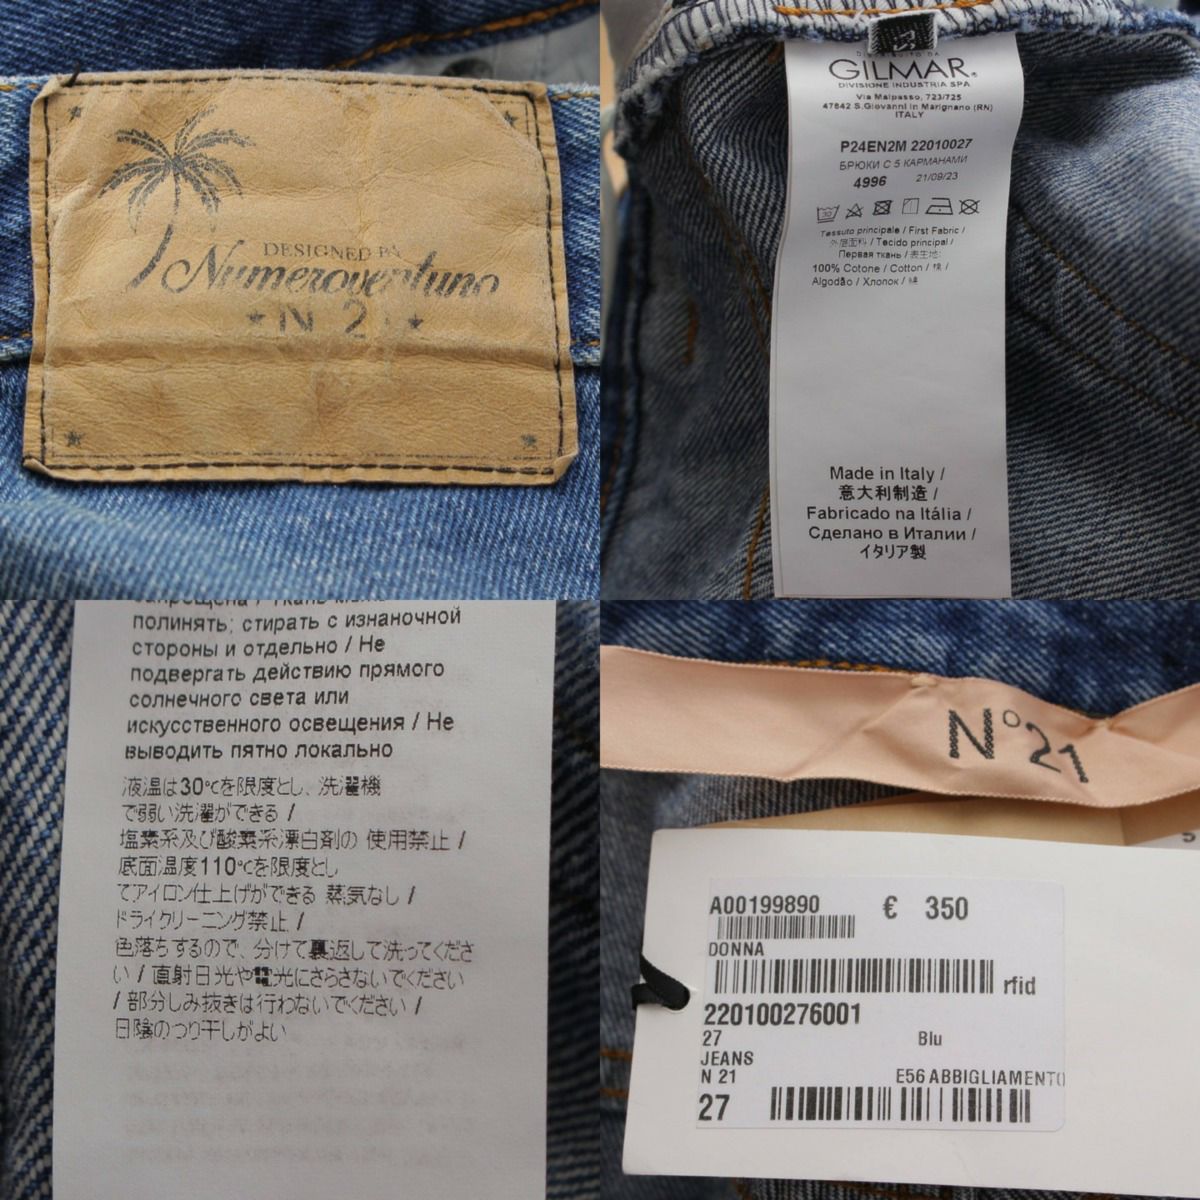 DESIGNED BY
Numeroventuno
N 21
DISTRIBUTO DA
GILMAR®
DIVISIONE INDUSTRIA SPA
Via Malpasso, 723/725
47842 S.Giovanni in Marignano (RN)
ITALY
P24EN2M 22010027
БРЮКИ С 5 КАРМАНАМИ
4996 21/09/23
30
Tessuto principale / First Fabric /
外层面料 / Tecido principal /
Первая ткань / 表生地:
100% Cotone / Cotton / 棉 /
Algodão / Хлопок / 綿
Made in Italy /
意大利制造 /
Fabricado na Itália /
Сделано в Италии /
イタリア製
полинять; стирать с изнаночной
стороны и отдельно / Не
подвергать действию прямого
солнечного света или
искусственного освещения / Не
выводить пятно локально
液温は30℃を限度とし、洗濯機
で弱い洗濯ができる /
塩素系及び酸素系漂白剤の 使用禁止 /
底面温度110℃を限度とし
てアイロン仕上げができる 蒸気なし /
ドライクリーニング禁止 /
色落ちするので、分けて裏返して洗ってくださ
い / 直射日光や電光にさらさないでください
/ 部分しみ抜きは行わないでください /
日陰のつり干しがよい
N°21
5
A00199890 € 350
DONNA
rfid
220100276001
27 Blu
JEANS
N 21 E56 ABBIGLIAMENTO
27